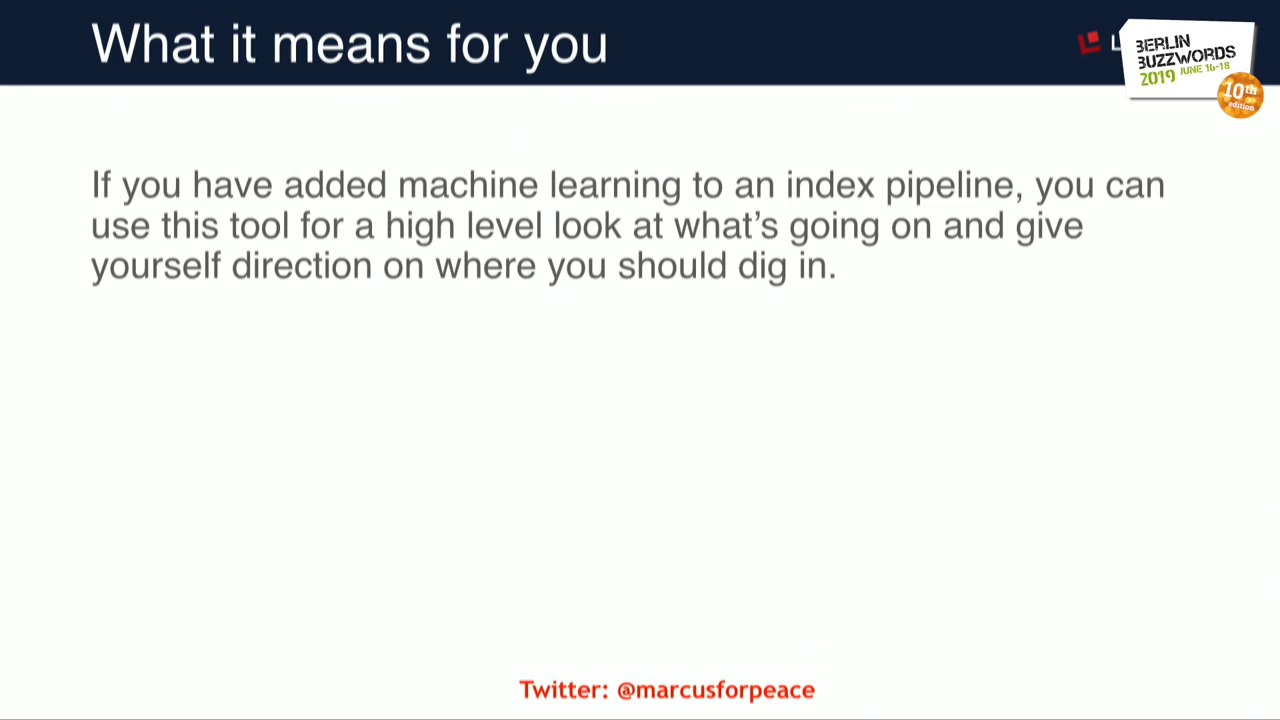 What it means for you
BERLIN
BUZZWORDS
2019 JUNE 16-18
10th
edition
If you have added machine learning to an index pipeline, you can
use this tool for a high level look at what’s going on and give
yourself direction on where you should dig in.
Twitter: @marcusforpeace